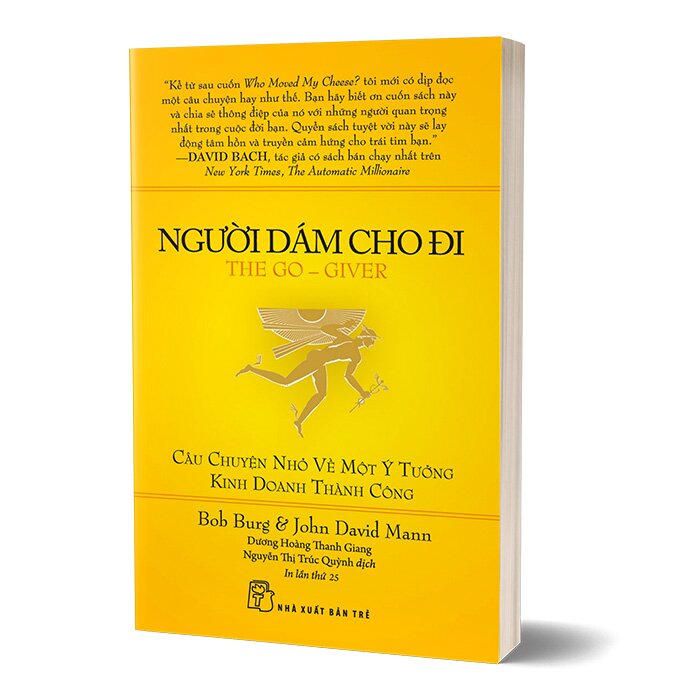 “Kể từ sau cuốn Who Moved My Cheese? tôi mới có dịp đọc
một câu chuyện hay như thế. Bạn hãy biết ơn cuốn sách này
và chia sẻ thông điệp của nó với những người quan trọng
nhất trong cuộc đời bạn. Quyển sách tuyệt vời này sẽ lay
động tâm hồn và truyền cảm hứng cho trái tim bạn.”
—DAVID BACH, tác giả có sách bán chạy nhất trên
New York Times, The Automatic Millionaire
NGƯỜI DÁM CHO ĐI
THE GO – GIVER
CÂU CHUYỆN NHỎ VỀ MỘT Ý TƯỞNG
KINH DOANH THÀNH CÔNG
Bob Burg & John David Mann
Dương Hoàng Thanh Giang
Nguyễn Thị Trúc Quỳnh dịch
In lần thứ 25
NHÀ XUẤT BẢN TRẺ